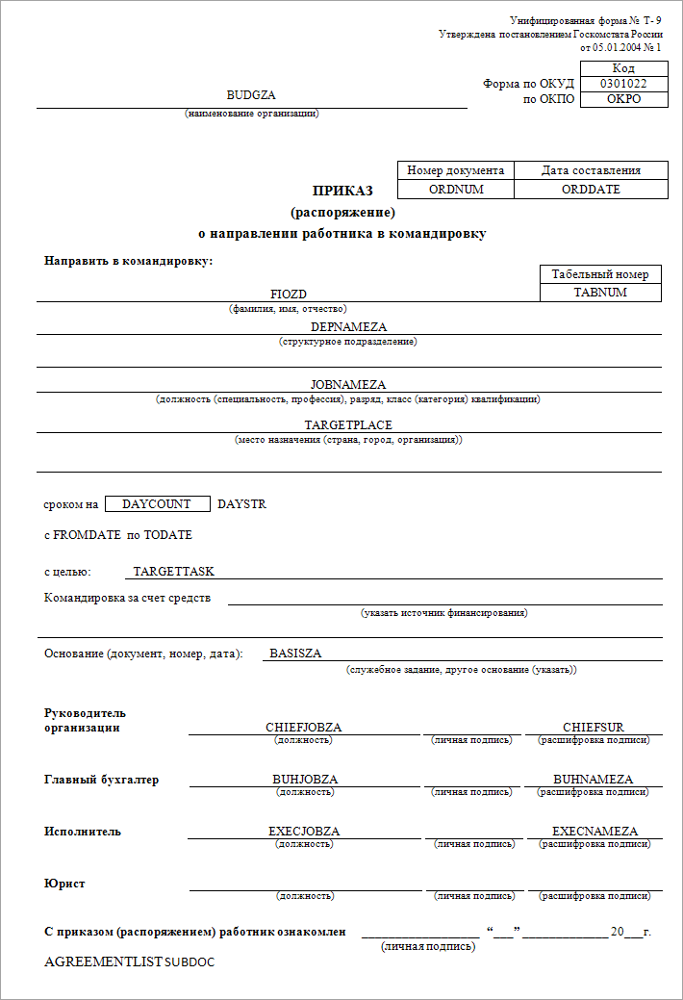 Унифицированная форма № Т- 9
Утверждена постановлением Госкомстата России
от 05.01.2004 № 1
Код
Форма по ОКУД 0301022
по ОКПО OKPO
BUDGZA
(наименование организации)
Номер документа Дата составления
ПРИКАЗ ORDNUM ORDDATE
(распоряжение)
о направлении работника в командировку
Направить в командировку:
Табельный номер
FIOZD TABNUM
(фамилия, имя, отчество)
DEPNAMEZA
(структурное подразделение)
JOBNAMEZA
(должность (специальность, профессия), разряд, класс (категория) квалификации)
TARGETPLACE
(место назначения (страна, город, организация))
сроком на DAYCOUNT DAYSTR
с FROMDATE по TODATE
с целью: TARGETTASK
Командировка за счет средств
(указать источник финансирования)
Основание (документ, номер, дата): BASISZA
(служебное задание, другое основание (указать))
Руководитель
организации CHIEFJOBZA CHIEFSUR
(должность) (личная подпись) (расшифровка подписи)
Главный бухгалтер BUHJOBZA BUHNAMEZA
(должность) (личная подпись) (расшифровка подписи)
Исполнитель EXECJOBZA EXECNAMEZA
(должность) (личная подпись) (расшифровка подписи)
Юрист
(должность) (личная подпись) (расшифровка подписи)
С приказом (распоряжением) работник ознакомлен __________________ “___” _____________ 20___г.
(личная подпись)
AGREEMENTLIST SUBDOC